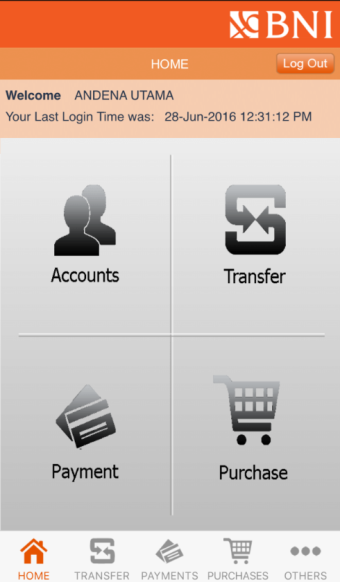 BNI
HOME
Log Out
Welcome ANDENA UTAMA
Your Last Login Time was: 28-Jun-2016 12:31:12 PM
Accounts
Transfer
Payment
Purchase
HOME TRANSFER PAYMENTS PURCHASES OTHERS